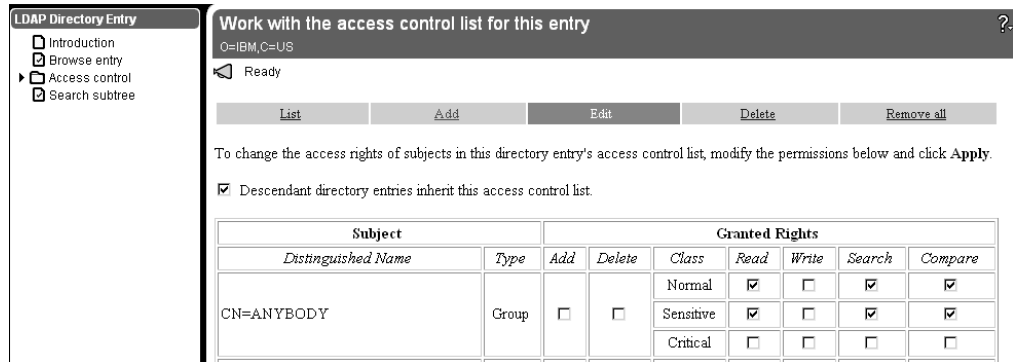 LDAP Directory Entry
Introduction
Browse entry
Access control
Search subtree
Work with the access control list for this entry
?
O=IBM,C=US
Ready
List Add Edit Delete Remove all
To change the access rights of subjects in this directory entry's access control list, modify the permissions below and click Apply.
Descendant directory entries inherit this access control list.
Subject Granted Rights
Distinguished Name Type Add Delete Class Read Write Search Compare
Normal
CN=ANYBODY Group Sensitive
Critical